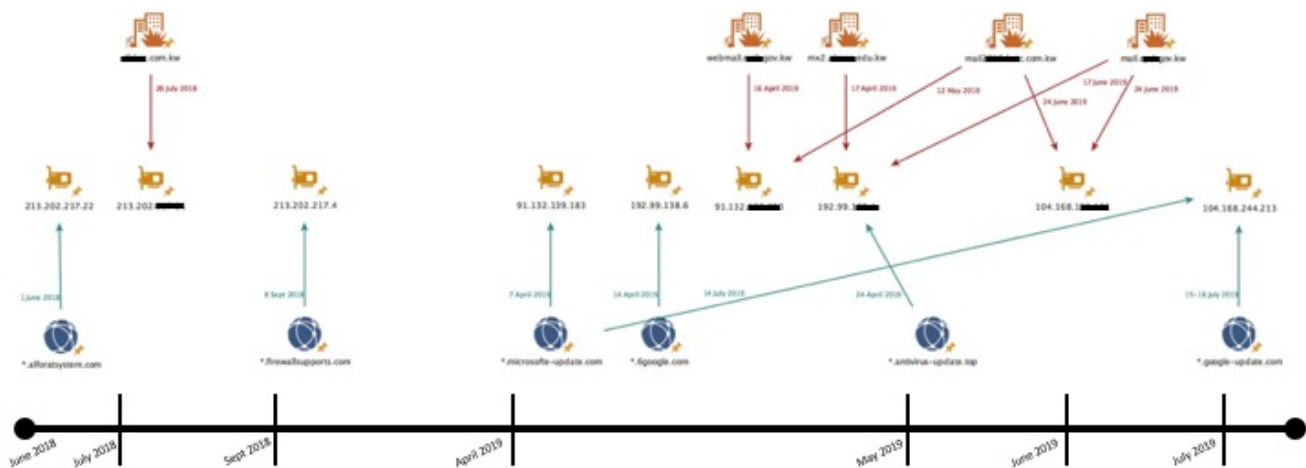 .com.kw
webmail. gov.kw
mx2. edu.kw
mail .com.kw
mail. gov.kw
26 July 2018
16 April 2019
17 April 2019
12 May 2019
17 June 2019
24 June 2019
24 June 2019
213.202.217.22
213.202.
213.202.217.4
91.132.139.183
192.99.138.6
91.132.
192.99.
104.168.
104.168.244.213
1 June 2018
8 Sept 2018
7 April 2019
14 April 2019
14 July 2019
24 April 2019
15-18 July 2019
*.alforatsystem.com
*.firewallsupports.com
*.microsofte-update.com
*.6google.com
*.antivirus-update.top
*.google-update.com
June 2018
July 2018
Sept 2018
April 2019
May 2019
June 2019
July 2019